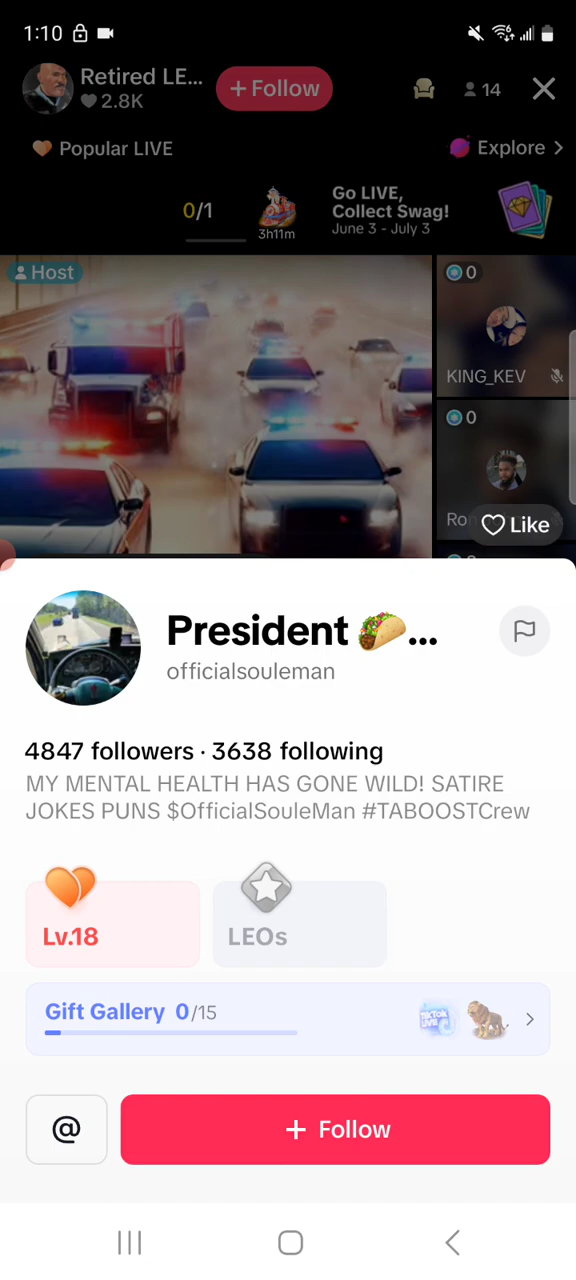 1:10
Retired LE...
2.8K
+ Follow
14
Popular LIVE
Explore
0/1
3h11m
Go LIVE,
Collect Swag!
June 3 - July 3
Host
0
KING_KEV
0
Ro
Like
President 🌮...
officialsouleman
4847 followers · 3638 following
MY MENTAL HEALTH HAS GONE WILD! SATIRE
JOKES PUNS $OfficialSouleMan #TABOOSTCrew
Lv.18
LEOs
Gift Gallery 0/15
TikTok
LIVE
@
+ Follow